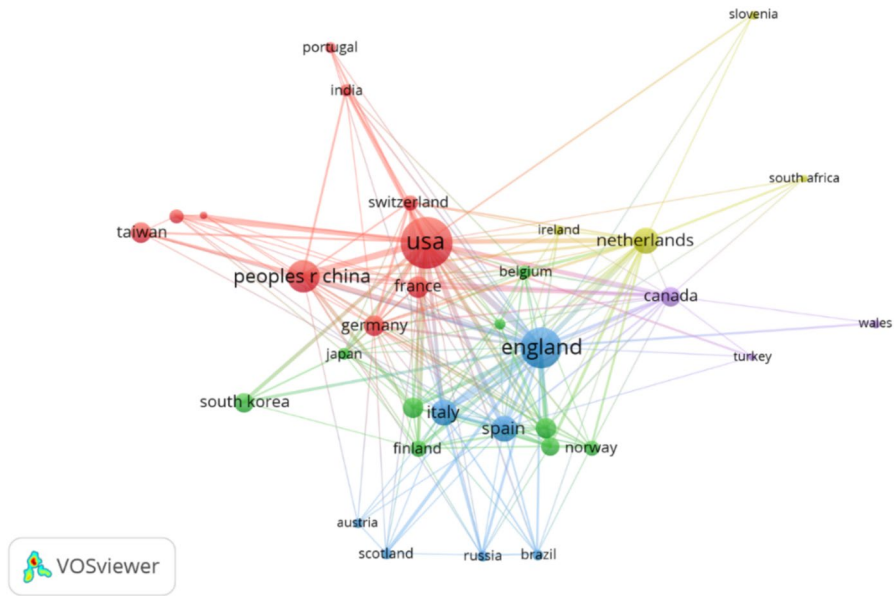 slovenia
portugal
india
south africa
switzerland
taiwan
ireland
usa
netherlands
belgium
peoples r china
france
canada
germany
wales
england
japan
turkey
south korea
italy
spain
finland
norway
austria
scotland
russia
brazil
VOSviewer